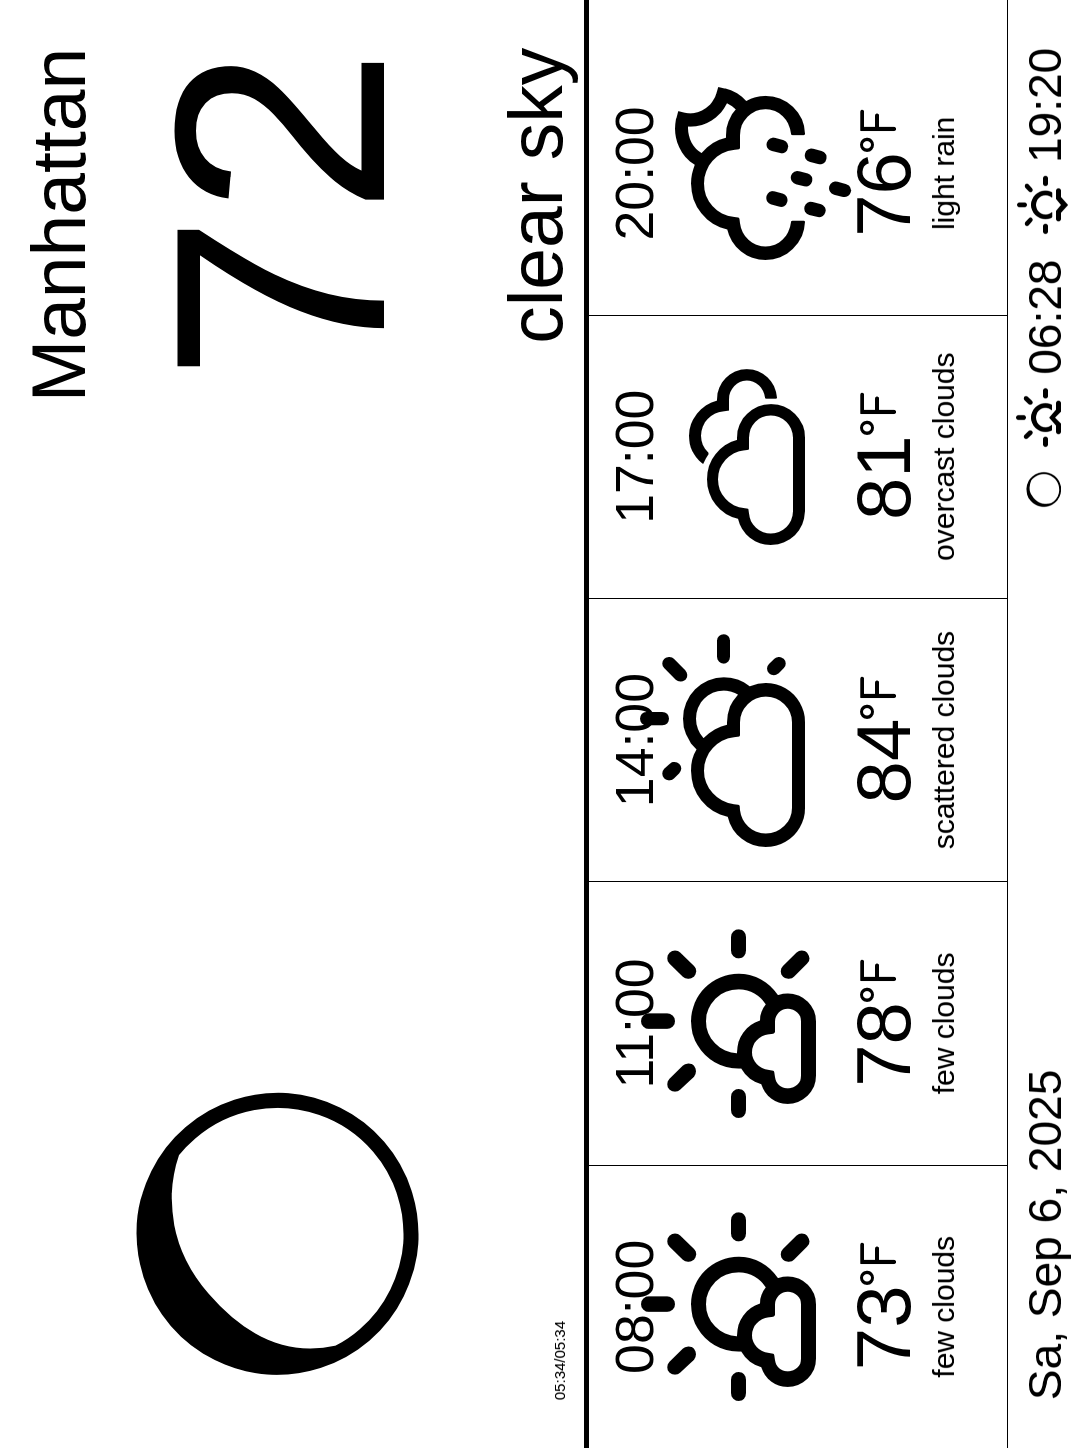 Manhattan
72
clear sky
05:34/05:34
08:00 11:00 14:00 17:00 20:00
73°F 78°F 84°F 81°F 76°F
few clouds few clouds scattered clouds overcast clouds light rain
Sa, Sep 6, 2025 06:28 19:20